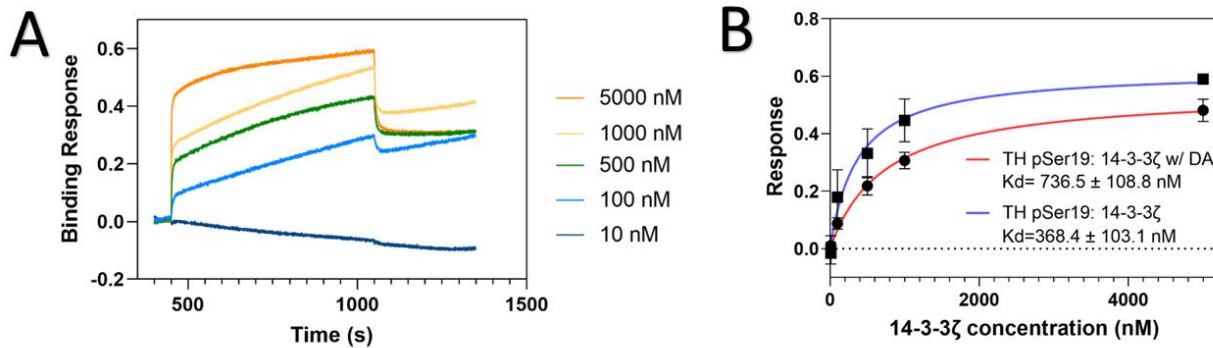 A
Binding Response
0.6
0.4
0.2
0.0
-0.2
500
1000
1500
Time (s)
5000 nM
1000 nM
500 nM
100 nM
10 nM
B
Response
0.8
0.6
0.4
0.2
0.0
0
2000
4000
14-3-3ζ concentration (nM)
TH pSer19: 14-3-3ζ w/ DA
Kd= 736.5 ± 108.8 nM
TH pSer19: 14-3-3ζ
Kd=368.4 ± 103.1 nM